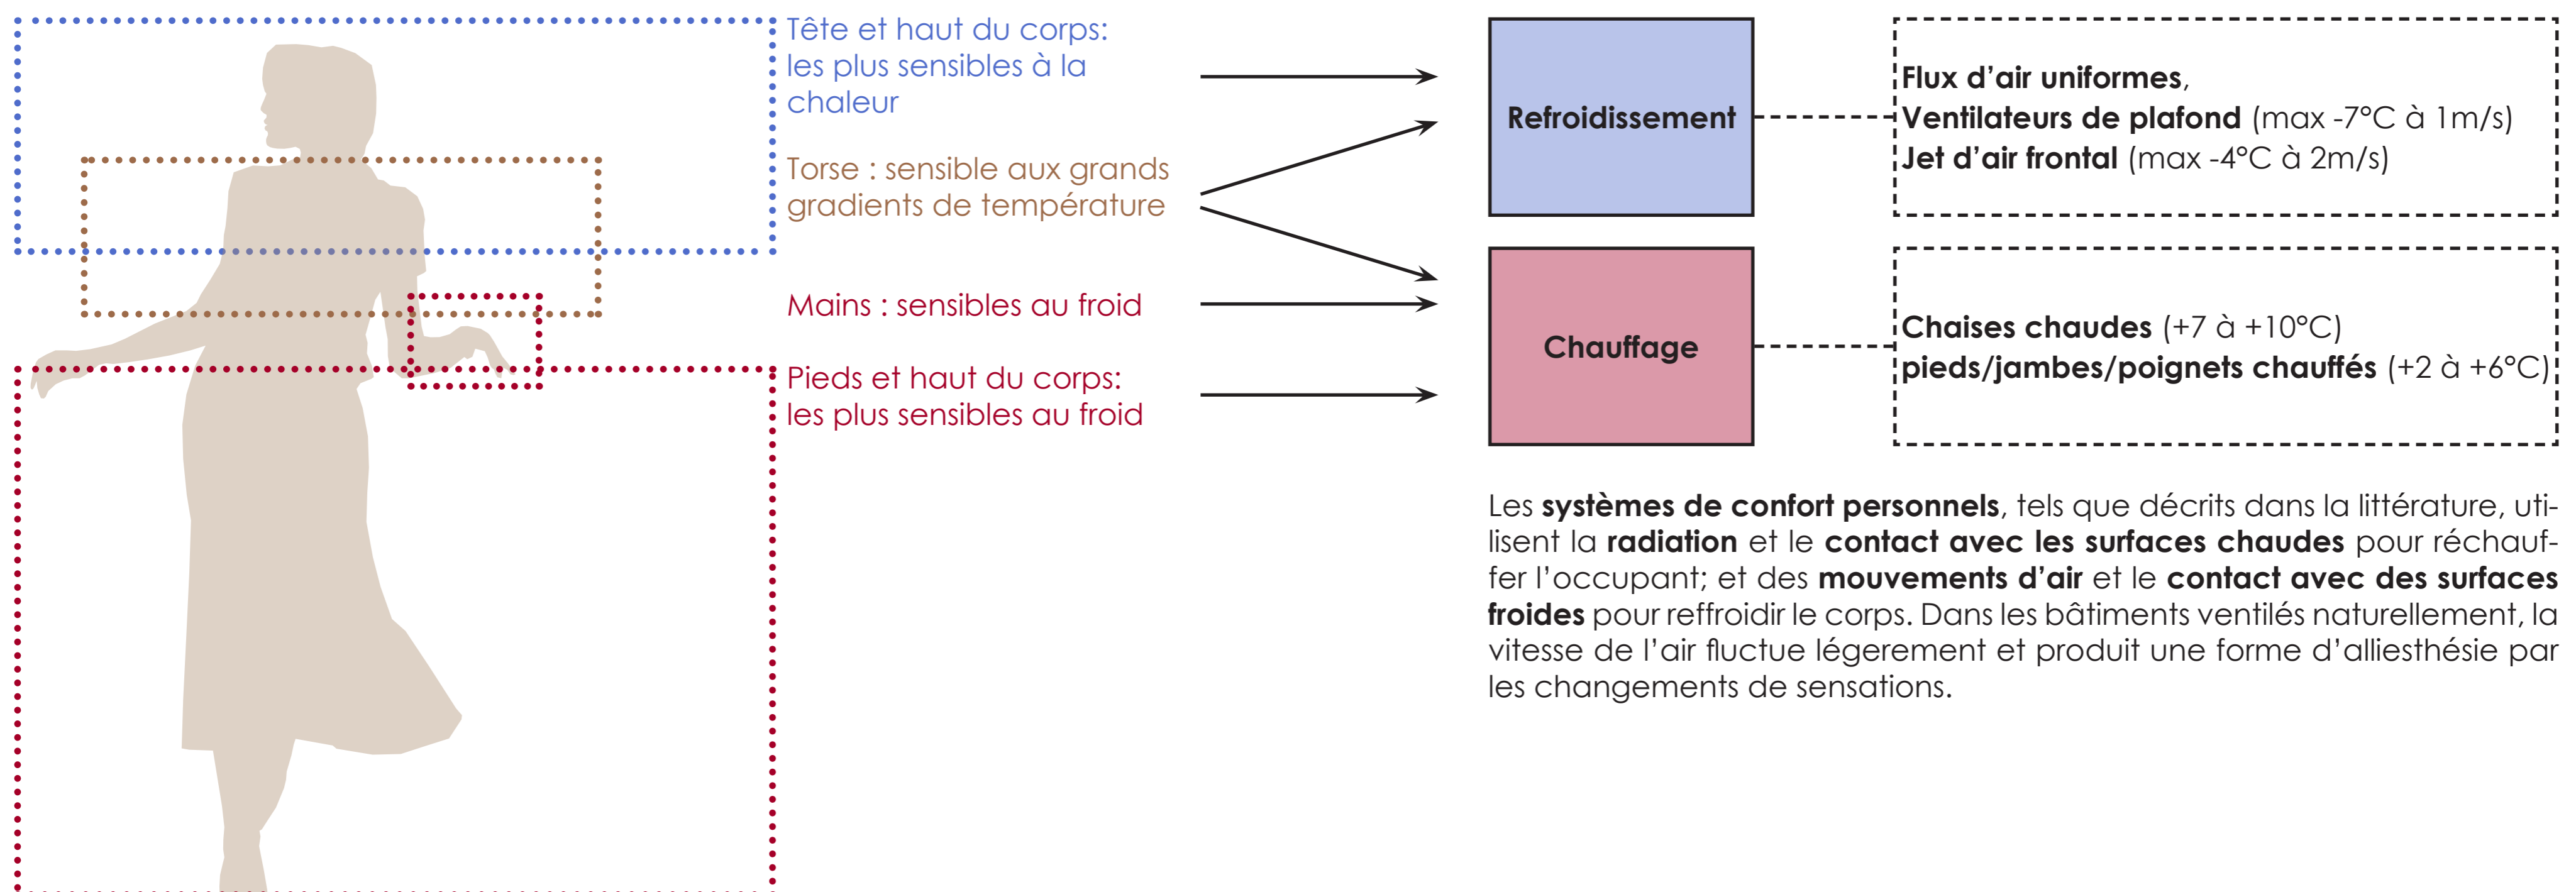 Tête et haut du corps:
les plus sensibles à la
chaleur
Torse : sensible aux grands
gradients de température
Mains : sensibles au froid
Pieds et haut du corps:
les plus sensibles au froid
Refroidissement
Flux d’air uniformes,
Ventilateurs de plafond (max -7°C à 1m/s)
Jet d’air frontal (max -4°C à 2m/s)
Chauffage
Chaises chaudes (+7 à +10°C)
pieds/jambes/poignets chauffés (+2 à +6°C)
Les systèmes de confort personnels, tels que décrits dans la littérature, uti-
lisent la radiation et le contact avec les surfaces chaudes pour réchauf-
fer l’occupant; et des mouvements d’air et le contact avec des surfaces
froides pour reffroidir le corps. Dans les bâtiments ventilés naturellement, la
vitesse de l’air fluctue légerement et produit une forme d’alliesthésie par
les changements de sensations.